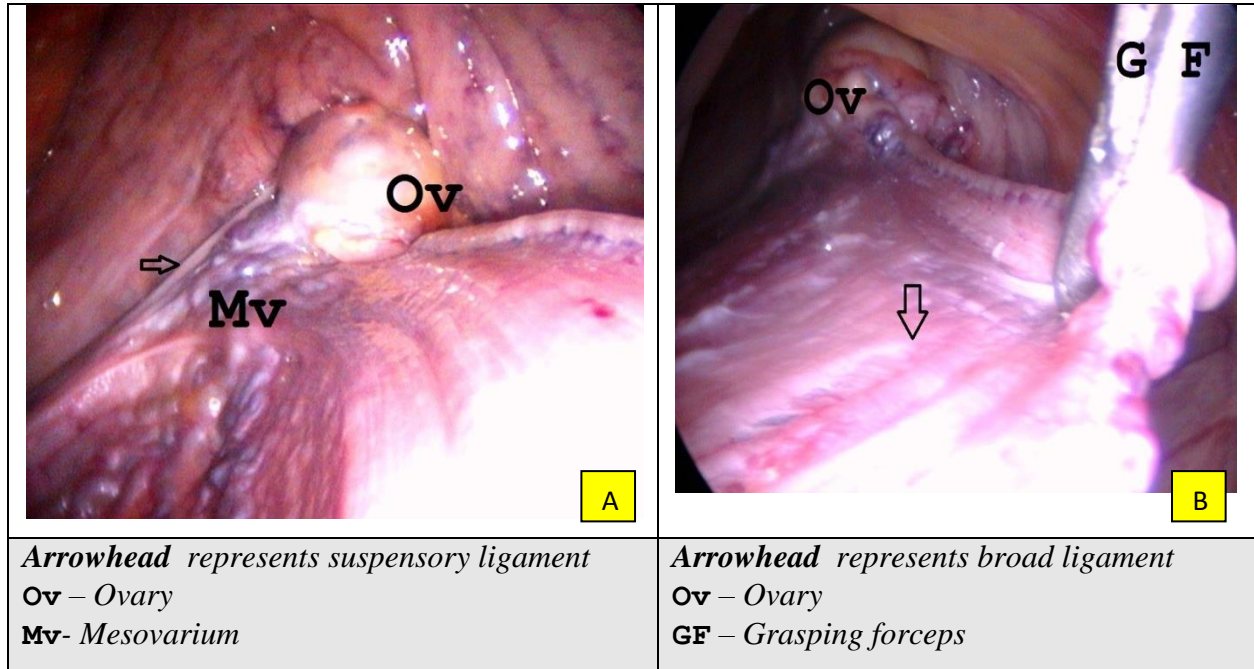 Ov
Mv
A
G F
Ov
B
Arrowhead represents suspensory ligament
Ov – Ovary
Mv- Mesovarium
Arrowhead represents broad ligament
Ov – Ovary
GF – Grasping forceps